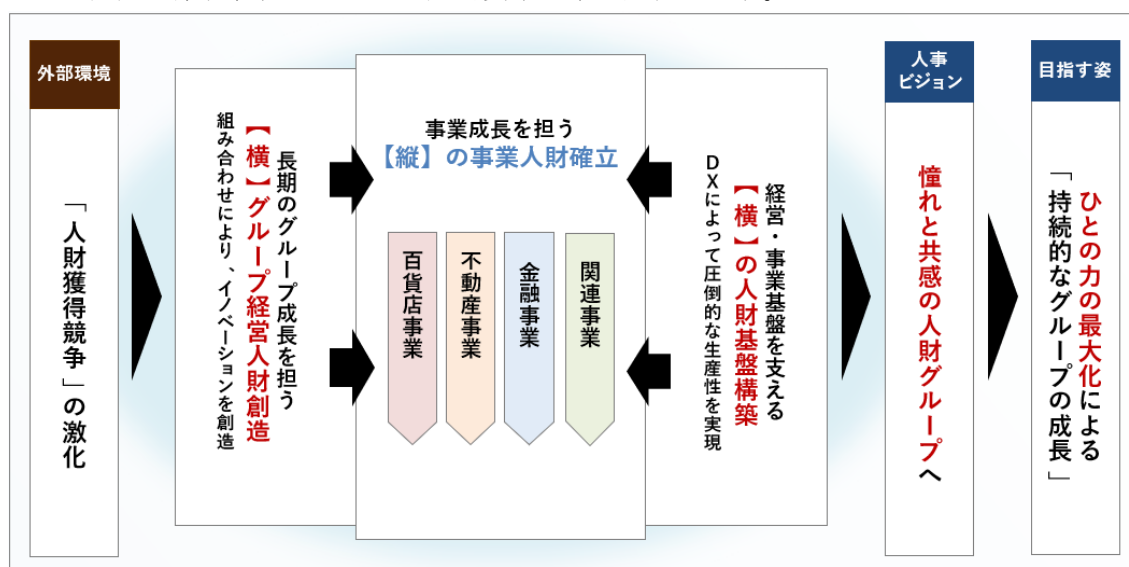 外部環境
「人財獲得競争」の激化
長期のグループ成長を担う
【横】グループ経営人財創造
組み合わせにより、イノベーションを創造
事業成長を担う
【縦】の事業人財確立
百貨店事業
不動産事業
金融事業
関連事業
経営・事業基盤を支える
【横】の人財基盤構築
DXによって圧倒的な生産性を実現
人事
ビジョン
憧れと共感の人財グループへ
目指す姿
ひとの力の最大化による
「持続的なグループの成長」